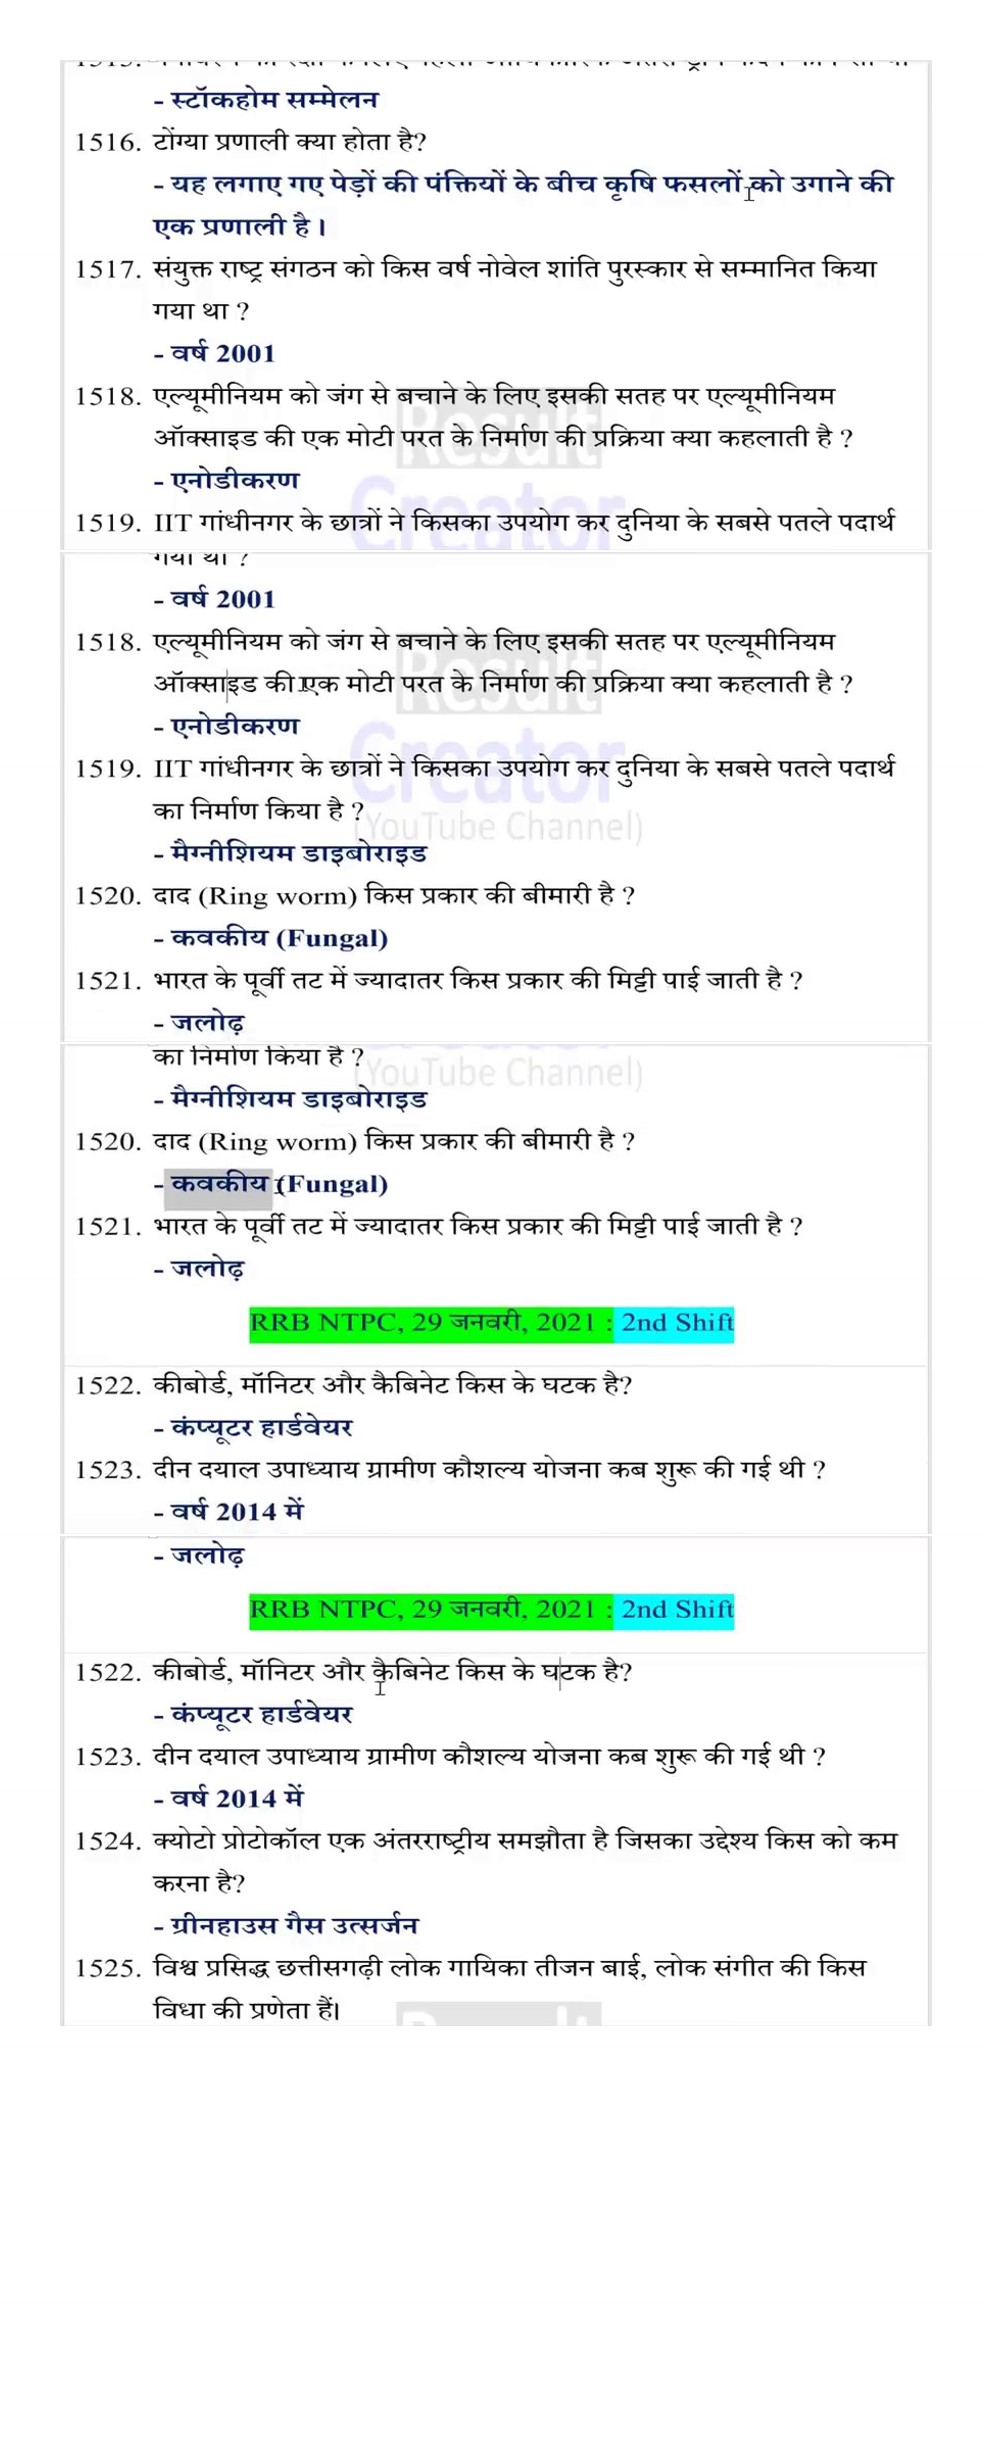 1515.
- स्टॉकहोम सम्मेलन
1516. टोंग्या प्रणाली क्या होता है?
- यह लगाए गए पेड़ों की पंक्तियों के बीच कृषि फसलों को उगाने की
एक प्रणाली है।
1517. संयुक्त राष्ट्र संगठन को किस वर्ष नोवेल शांति पुरस्कार से सम्मानित किया
गया था ?
- वर्ष 2001
1518. एल्यूमीनियम को जंग से बचाने के लिए इसकी सतह पर एल्यूमीनियम
ऑक्साइड की एक मोटी परत के निर्माण की प्रक्रिया क्या कहलाती है ?
Result
- एनोडीकरण
Creator
1519. IIT गांधीनगर के छात्रों ने किसका उपयोग कर दुनिया के सबसे पतले पदार्थ
गया था ?
- वर्ष 2001
1518. एल्यूमीनियम को जंग से बचाने के लिए इसकी सतह पर एल्यूमीनियम
ऑक्साइड की एक मोटी परत के निर्माण की प्रक्रिया क्या कहलाती है ?
Result
- एनोडीकरण
Creator
1519. IIT गांधीनगर के छात्रों ने किसका उपयोग कर दुनिया के सबसे पतले पदार्थ
का निर्माण किया है ?
(YouTube Channel)
- मैग्नीशियम डाइबोराइड
1520. दाद (Ring worm) किस प्रकार की बीमारी है ?
- कवकीय (Fungal)
1521. भारत के पूर्वी तट में ज्यादातर किस प्रकार की मिट्टी पाई जाती है ?
- जलोढ़
का निर्माण किया है ?
(YouTube Channel)
- मैग्नीशियम डाइबोराइड
1520. दाद (Ring worm) किस प्रकार की बीमारी है ?
- कवकीय (Fungal)
1521. भारत के पूर्वी तट में ज्यादातर किस प्रकार की मिट्टी पाई जाती है ?
- जलोढ़
RRB NTPC, 29 जनवरी, 2021 : 2nd Shift
1522. कीबोर्ड, मॉनिटर और कैबिनेट किस के घटक है?
- कंप्यूटर हार्डवेयर
1523. दीन दयाल उपाध्याय ग्रामीण कौशल्य योजना कब शुरू की गई थी ?
- वर्ष 2014 में
- जलोढ़
RRB NTPC, 29 जनवरी, 2021 : 2nd Shift
1522. कीबोर्ड, मॉनिटर और कैबिनेट किस के घटक है?
- कंप्यूटर हार्डवेयर
1523. दीन दयाल उपाध्याय ग्रामीण कौशल्य योजना कब शुरू की गई थी ?
- वर्ष 2014 में
1524. क्योटो प्रोटोकॉल एक अंतरराष्ट्रीय समझौता है जिसका उद्देश्य किस को कम
करना है?
- ग्रीनहाउस गैस उत्सर्जन
1525. विश्व प्रसिद्ध छत्तीसगढ़ी लोक गायिका तीजन बाई, लोक संगीत की किस
विधा की प्रणेता हैं।